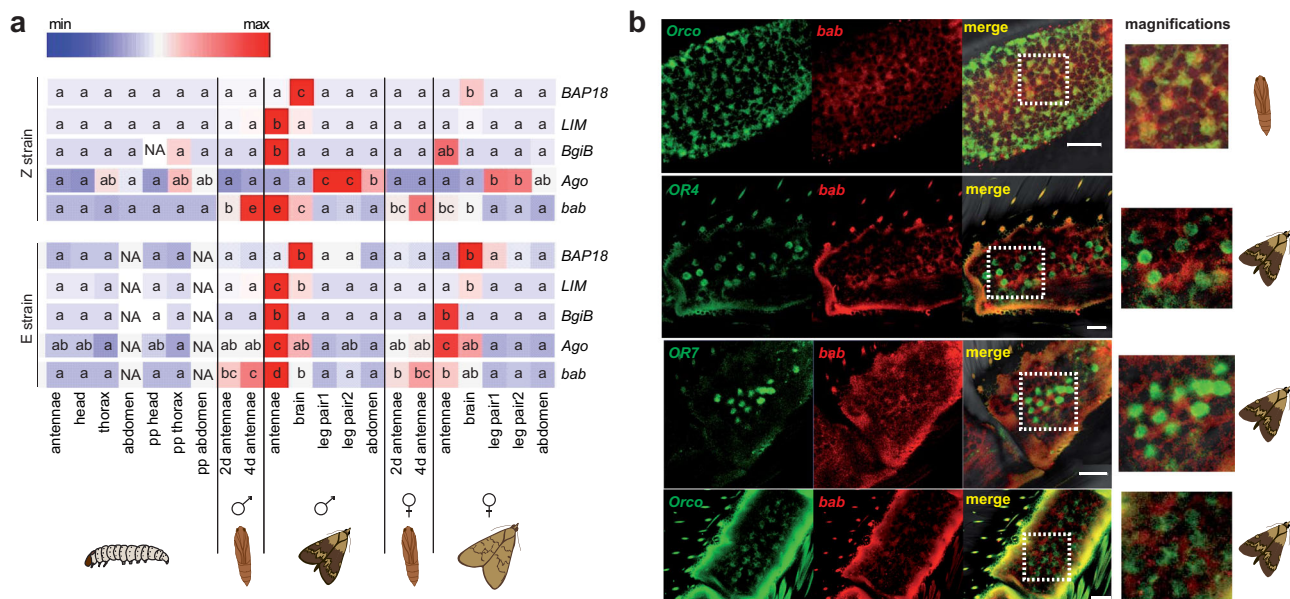 a
min max
Z strain
a a a a a a a a a a c a a a a a a b a a a BAP18
a a a a a a a a a b a a a a a a a a a a a LIM
a a a a NA a a a a b a a a a a a ab a a a a BgiB
a a ab a a ab ab a a a a c c b a a a a b b ab Ago
a a a a a a a b e e c a a a bc d bc b a a a bab
E strain
a a a NA a a NA a a a b a a a a a a b a a a BAP18
a a a NA a a NA a a c b a a a a a a b a a a LIM
a a a NA a a NA a a b a a a a a a b a a a a BgiB
ab ab a NA ab a NA ab ab c ab a ab a ab ab c ab a a a Ago
a a a NA a a NA bc c d b a a a b bc b ab a a a bab
antennae
head
thorax
abdomen
pp head
pp thorax
pp abdomen
2d antennae
4d antennae
antennae
brain
leg pair1
leg pair2
abdomen
2d antennae
4d antennae
antennae
brain
leg pair1
leg pair2
abdomen
♂ ♂ ♀ ♀
b
magnifications
Orco bab merge
OR4 bab merge
OR7 bab merge
Orco bab merge